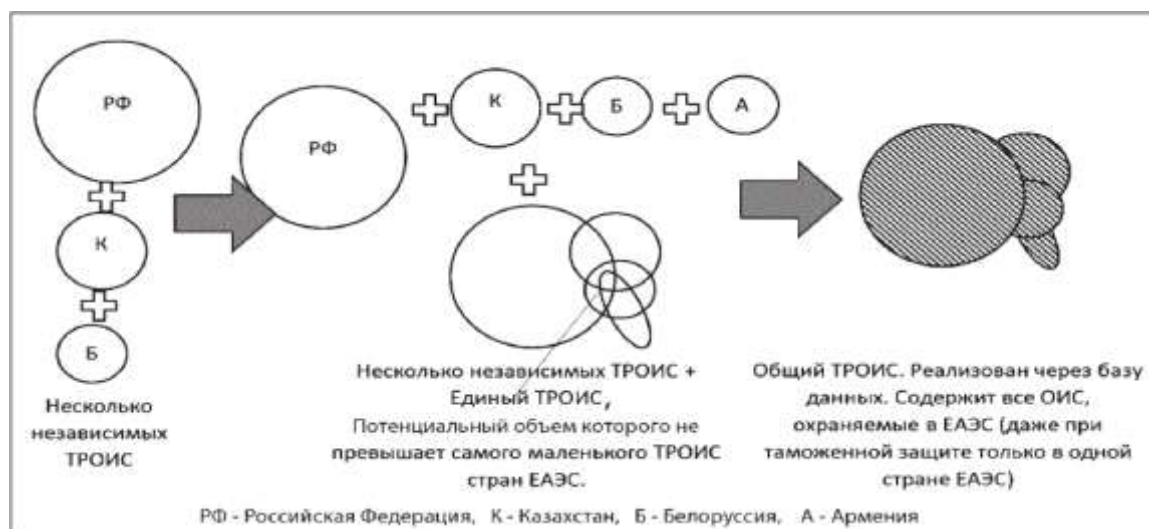 РФ
К
Б
Несколько
независимых
ТРОИС
РФ
К
Б
А
Несколько независимых ТРОИС +
Единый ТРОИС,
Потенциальный объем которого не
превышает самого маленького ТРОИС
стран ЕАЭС.
Общий ТРОИС. Реализован через базу
данных. Содержит все ОИС,
охраняемые в ЕАЭС (даже при
таможенной защите только в одной
стране ЕАЭС)
РФ - Российская Федерация, К - Казахстан, Б - Белоруссия, А - Армения